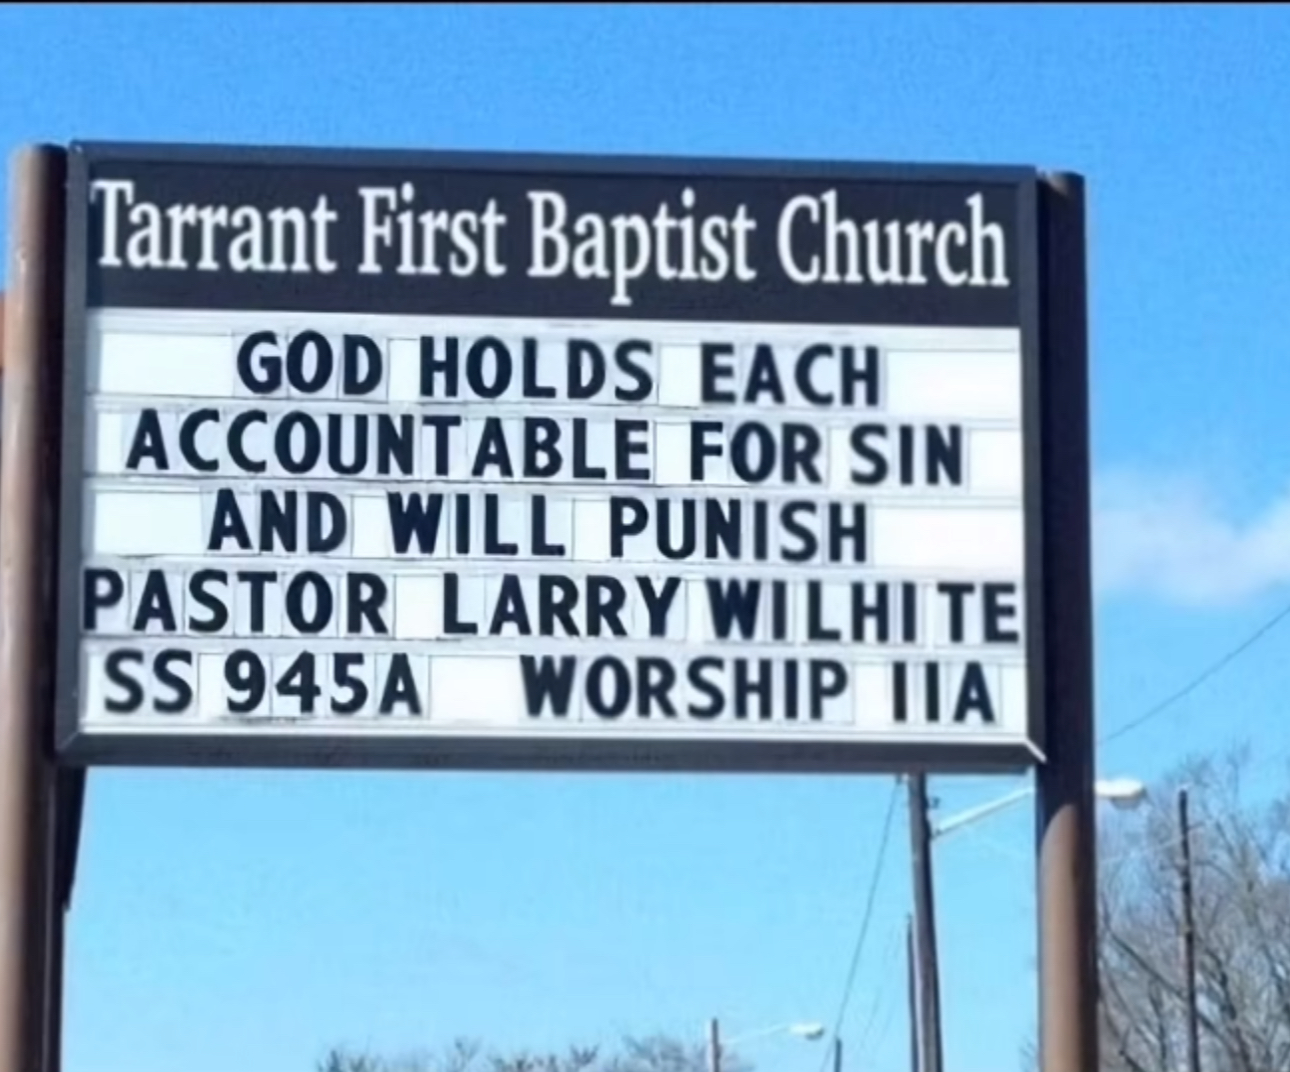 Tarrant First Baptist Church
GOD HOLDS EACH
ACCOUNTABLE FOR SIN
AND WILL PUNISH
PASTOR LARRY WILHITE
SS 945A WORSHIP 11A